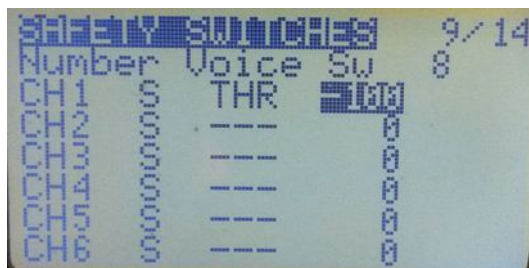 SAFETY SWITCHES 9/14
Number Voice Sw 8
CH1 S THR -100
CH2 S --- 0
CH3 S --- 0
CH4 S --- 0
CH5 S --- 0
CH6 S --- 0